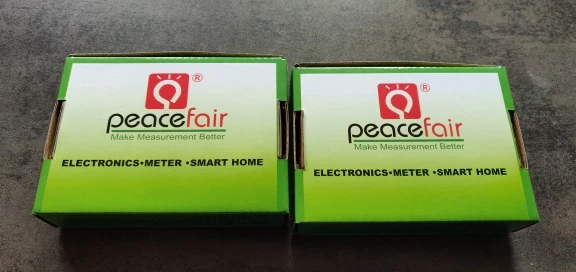 ®
peacefair
Make Measurement Better
ELECTRONICS•METER •SMART HOME
®
peacefair
Make Measurement Better
ELECTRONICS•METER •SMART HOME